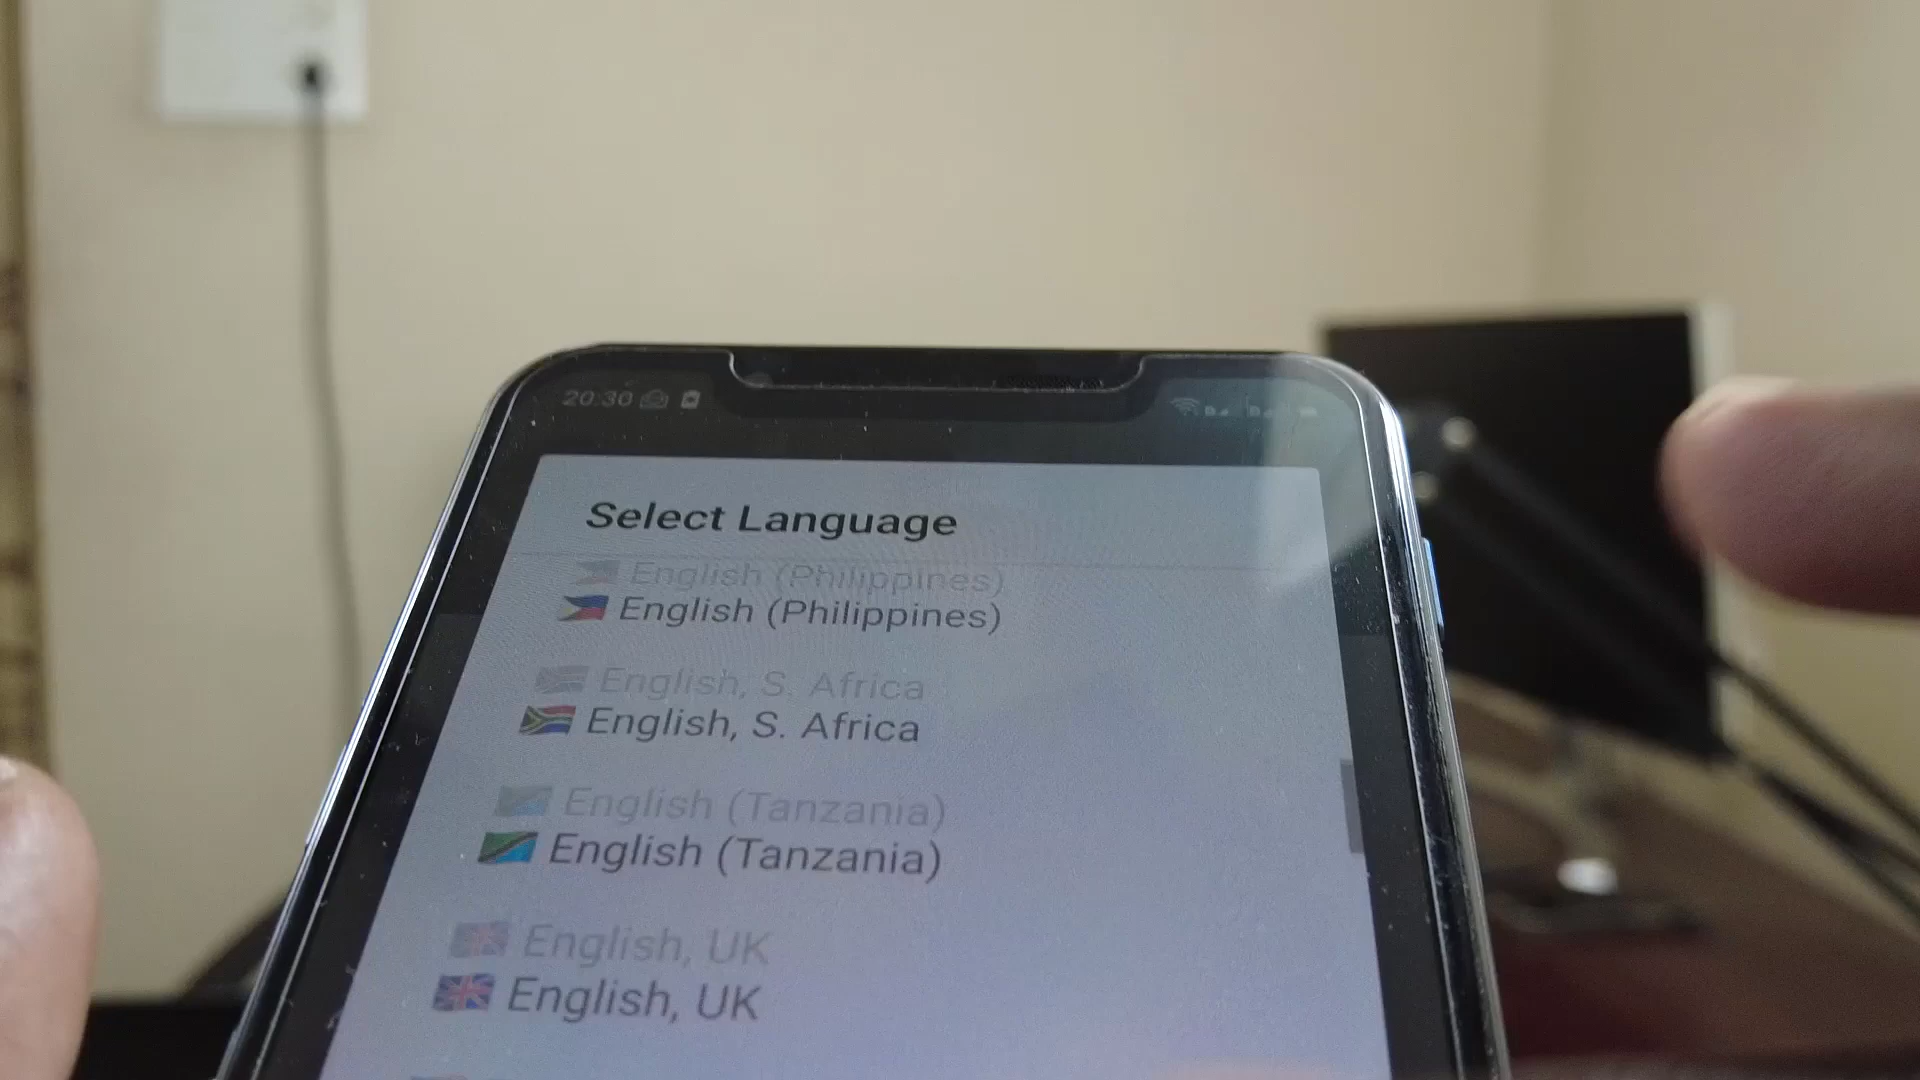 20:30
Select Language
English (Philippines)
English (Philippines)
English, S. Africa
English, S. Africa
English (Tanzania)
English (Tanzania)
English, UK
English, UK